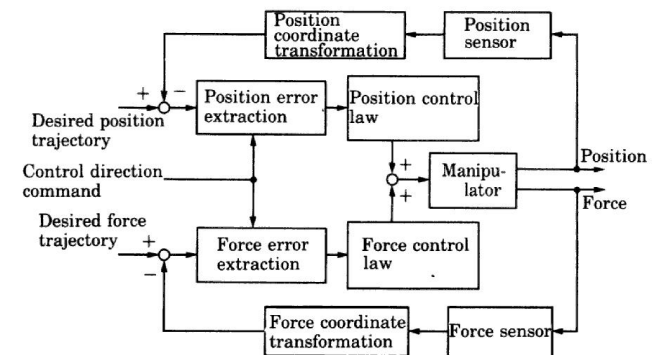 Position
coordinate
transformation
Position
sensor
+
−
Desired position
trajectory
Position error
extraction
Position control
law
Control direction
command
+
+
Manipu-
lator
Position
Force
Desired force
trajectory
+
−
Force error
extraction
Force control
law
Force coordinate
transformation
Force sensor